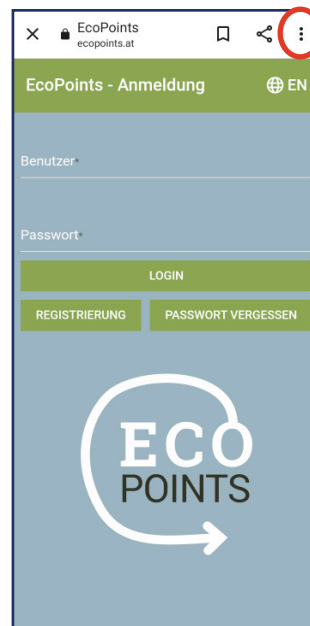 EcoPoints
ecopoints.at
EcoPoints - Anmeldung EN
Benutzer*
Passwort*
LOGIN
REGISTRIERUNG PASSWORT VERGESSEN
ECO
POINTS